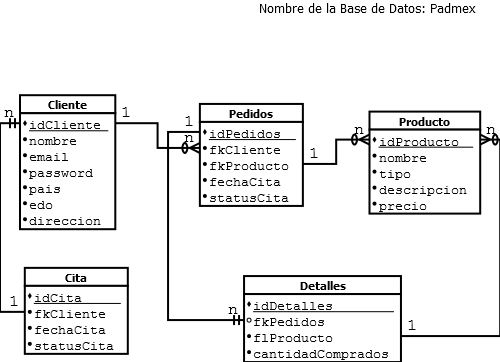 Nombre de la Base de Datos: Padmex
Cliente
idCliente
nombre
email
password
pais
edo
direccion
Pedidos
idPedidos
fkCliente
fkProducto
fechaCita
statusCita
Producto
idProducto
nombre
tipo
descripcion
precio
Cita
idCita
fkCliente
fechaCita
statusCita
Detalles
idDetalles
fkPedidos
flProducto
cantidadComprados
n
1
1
n
1
n
n
1
n
1